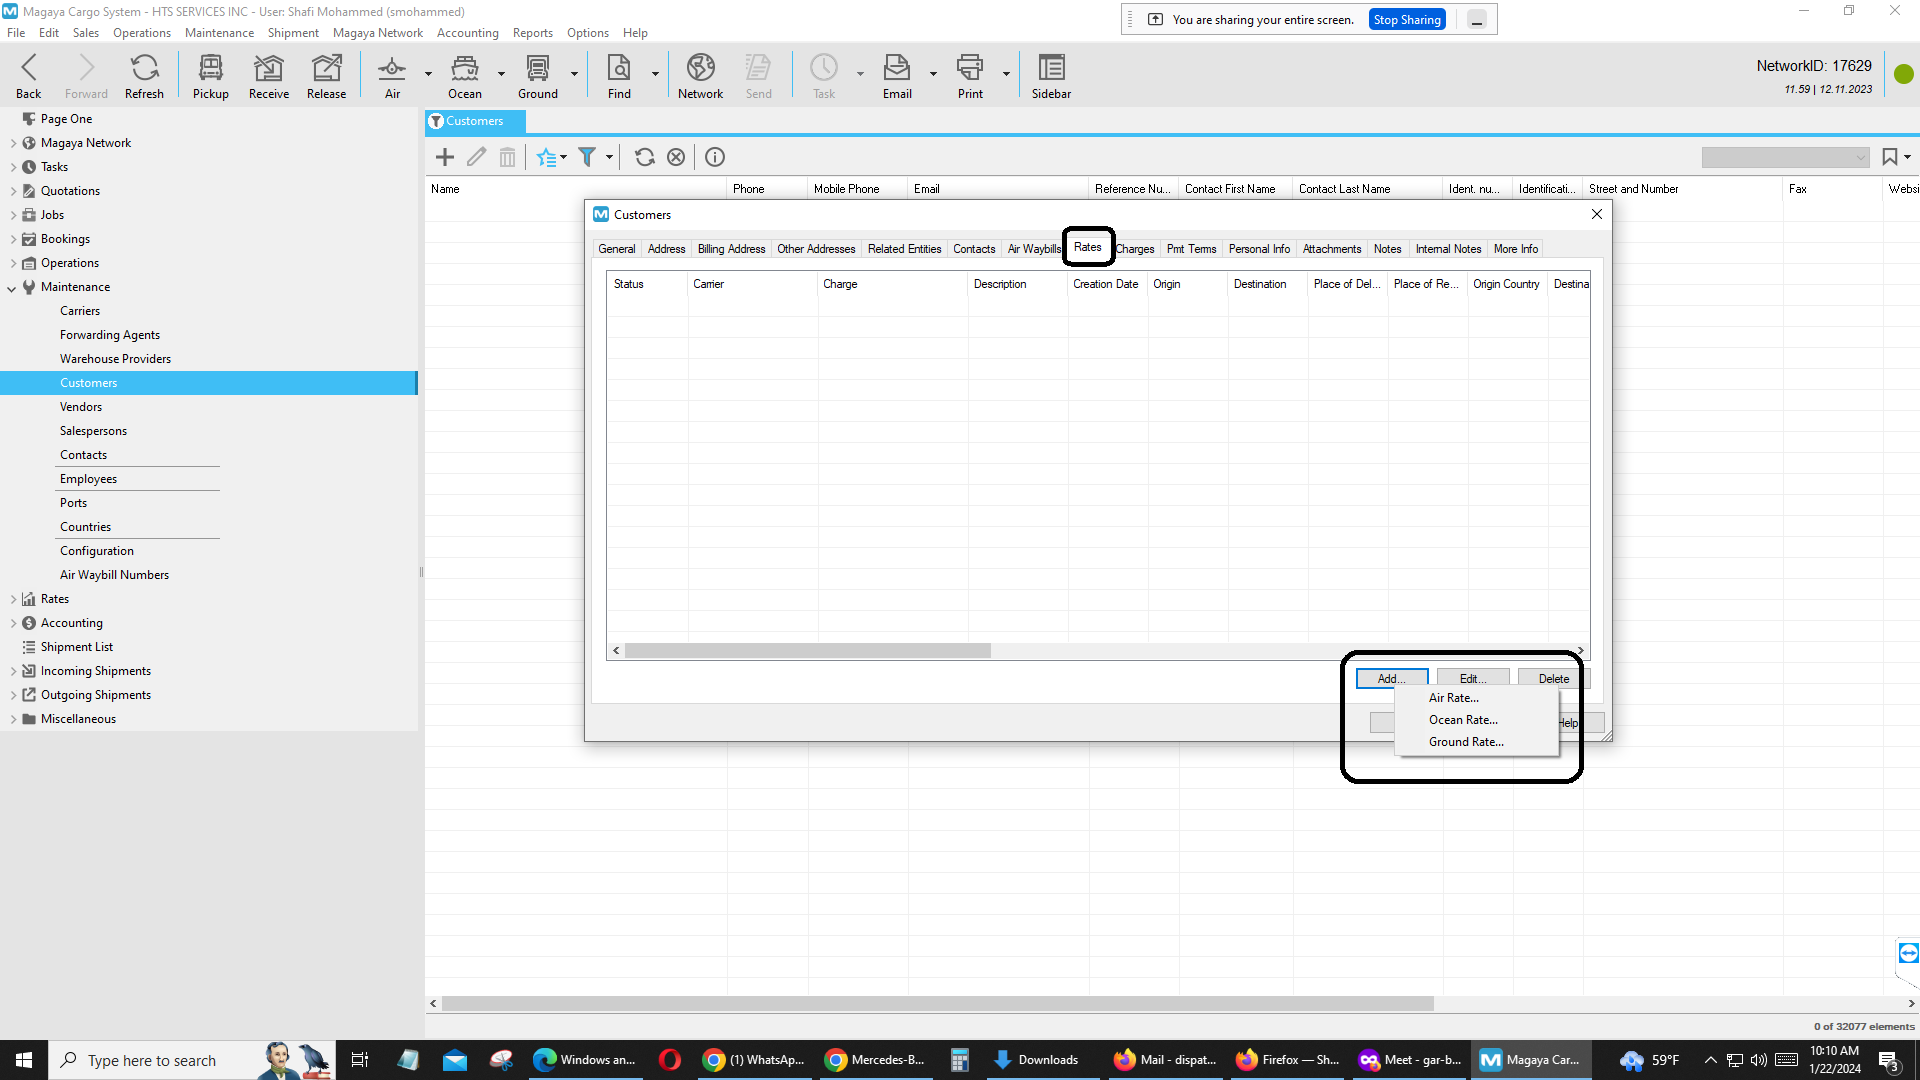 Magaya Cargo System - HTS SERVICES INC - User: Shafi Mohammed (smohammed)
You are sharing your entire screen. Stop Sharing
File Edit Sales Operations Maintenance Shipment Magaya Network Accounting Reports Options Help
Back Forward Refresh Pickup Receive Release Air Ocean Ground Find Network Send Task Email Print Sidebar
NetworkID: 17629
11.59 | 12.11.2023
Page One
Magaya Network
Tasks
Quotations
Jobs
Bookings
Operations
Maintenance
Carriers
Forwarding Agents
Warehouse Providers
Customers
Vendors
Salespersons
Contacts
Employees
Ports
Countries
Configuration
Air Waybill Numbers
Rates
Accounting
Shipment List
Incoming Shipments
Outgoing Shipments
Miscellaneous
Customers
Name Phone Mobile Phone Email Reference Nu... Contact First Name Contact Last Name Ident. nu... Identificati... Street and Number Fax Websi
Customers
General Address Billing Address Other Addresses Related Entities Contacts Air Waybills Rates Charges Pmt Terms Personal Info Attachments Notes Internal Notes More Info
Status Carrier Charge Description Creation Date Origin Destination Place of Del... Place of Re... Origin Country Destina
Add... Edit... Delete
Air Rate...
Ocean Rate...
Ground Rate...
Help
0 of 32077 elements
Type here to search
Windows an...
(1) WhatsAp...
Mercedes-B...
Downloads
Mail - dispat...
Firefox — Sh...
Meet - gar-b...
Magaya Car...
59°F
10:10 AM
1/22/2024
3